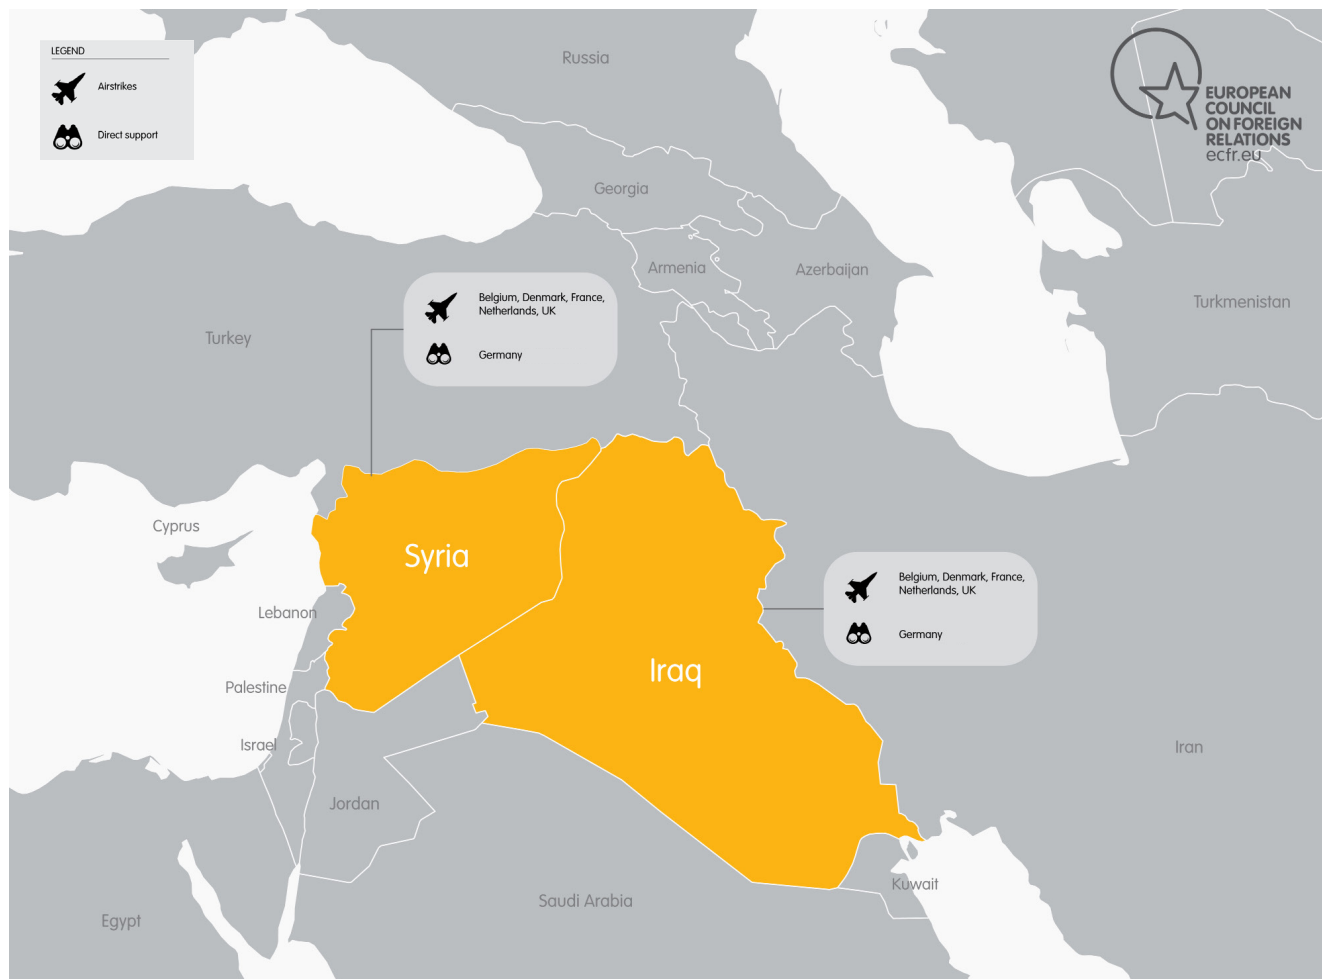 LEGEND
Airstrikes
Direct support
Russia
EUROPEAN
COUNCIL
ON FOREIGN
RELATIONS
ecfr.eu
Georgia
Armenia
Azerbaijan
Turkmenistan
Belgium, Denmark, France,
Netherlands, UK
Germany
Turkey
Cyprus
Syria
Lebanon
Belgium, Denmark, France,
Netherlands, UK
Germany
Iraq
Palestine
Israel
Iran
Jordan
Kuwait
Saudi Arabia
Egypt